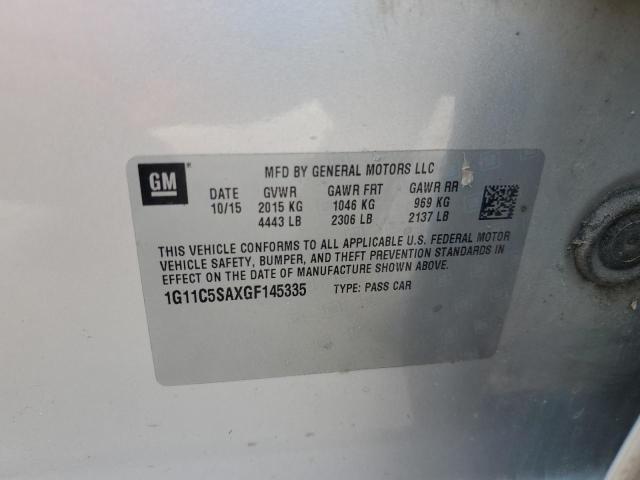 GM
MFD BY GENERAL MOTORS LLC
DATE GVWR GAWR FRT GAWR RR
10/15 2015 KG 1046 KG 969 KG
4443 LB 2306 LB 2137 LB
THIS VEHICLE CONFORMS TO ALL APPLICABLE U.S. FEDERAL MOTOR
VEHICLE SAFETY, BUMPER, AND THEFT PREVENTION STANDARDS IN
EFFECT ON THE DATE OF MANUFACTURE SHOWN ABOVE.
1G11C5SAXGF145335 TYPE: PASS CAR